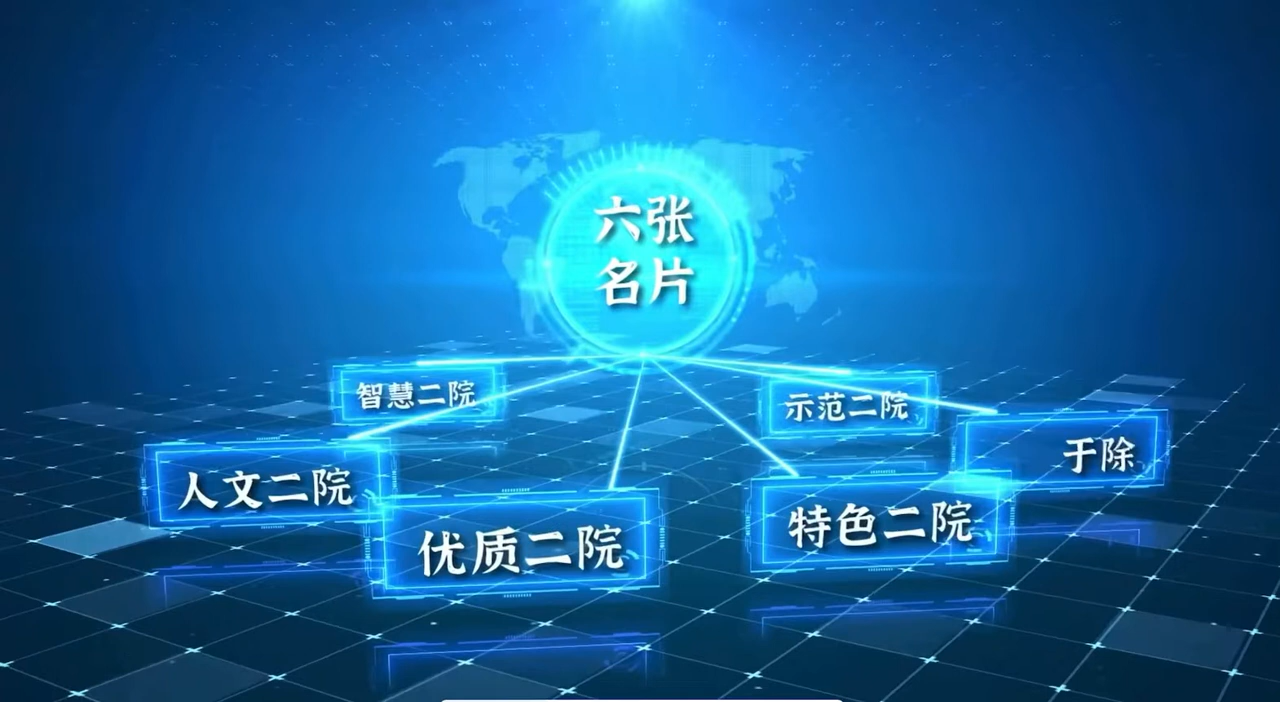 六张
名片
智慧二院
示范二院
人文二院
于除
优质二院
特色二院